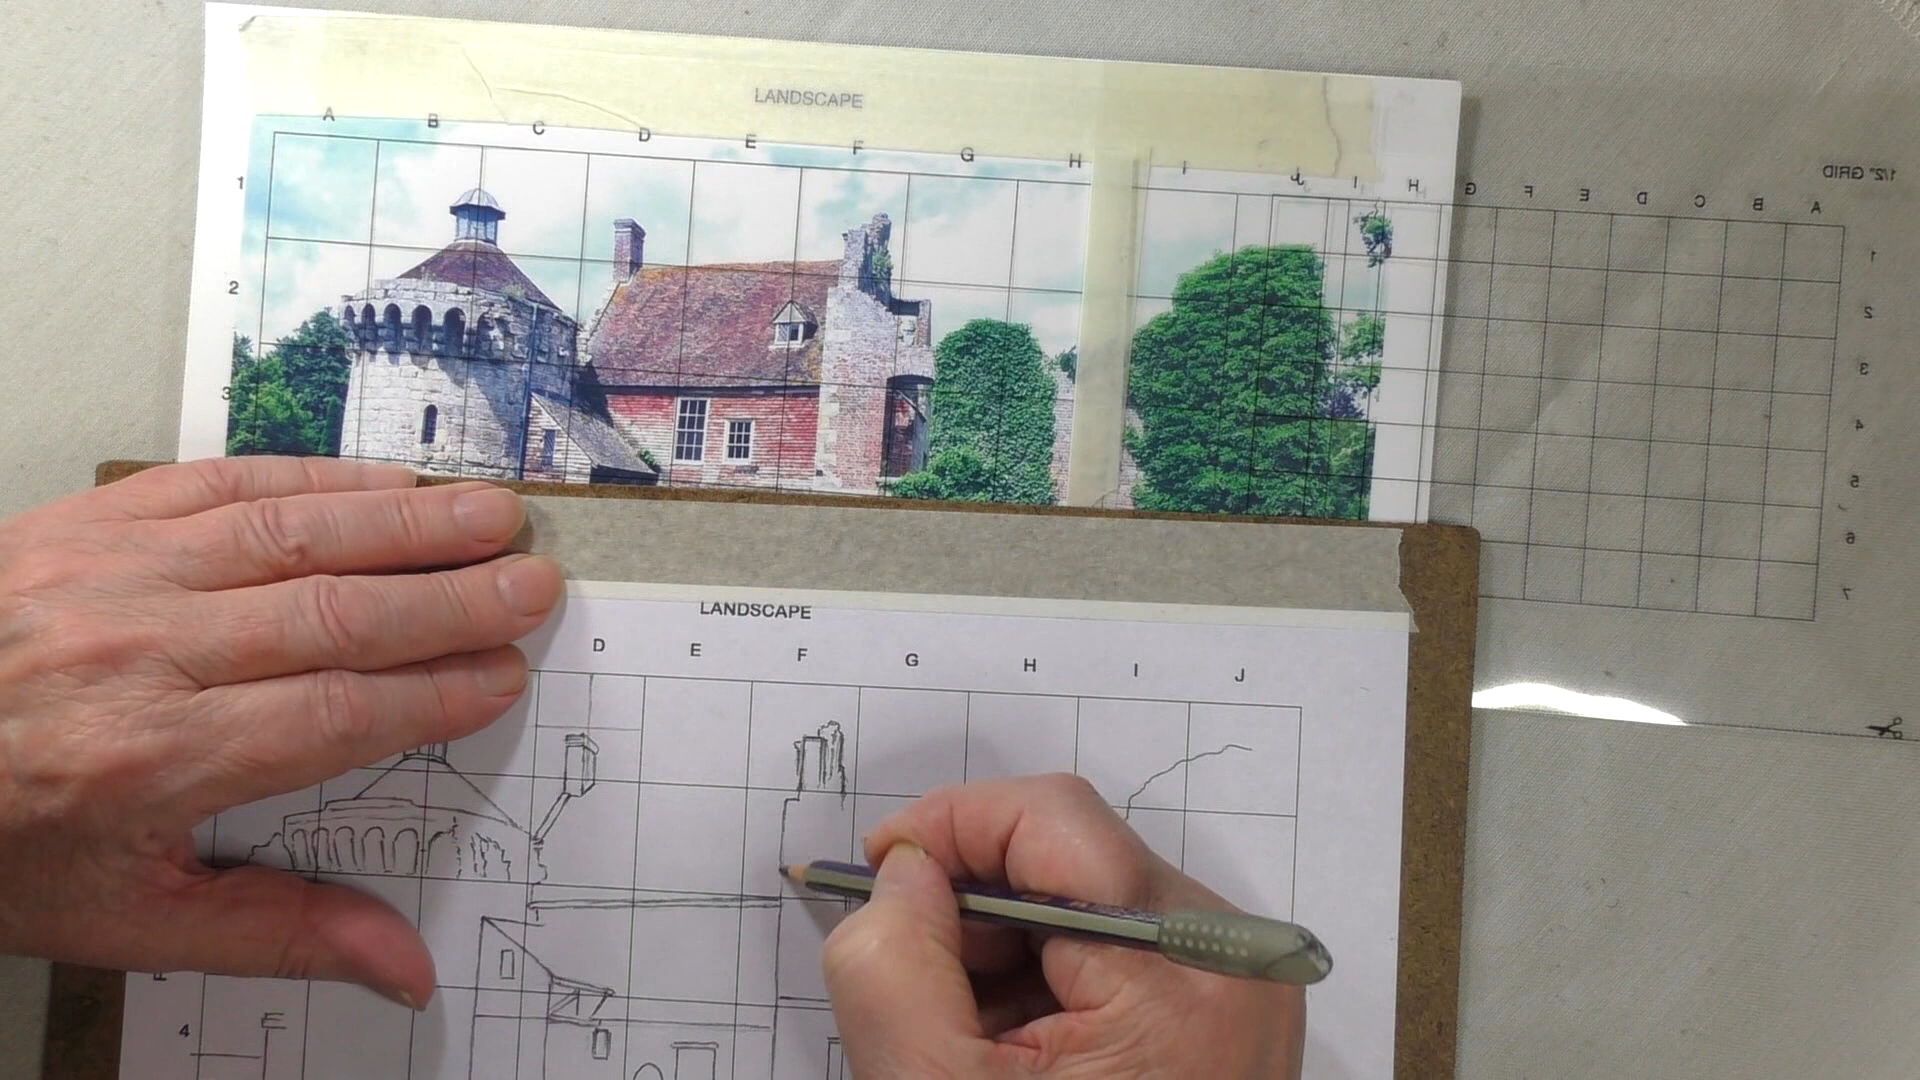 LANDSCAPE
A B C D E F G H I J I H G F E D C B A
1/2" GRID
1
2
3
1
2
3
4
5
6
7
LANDSCAPE
D E F G H I J
4
E